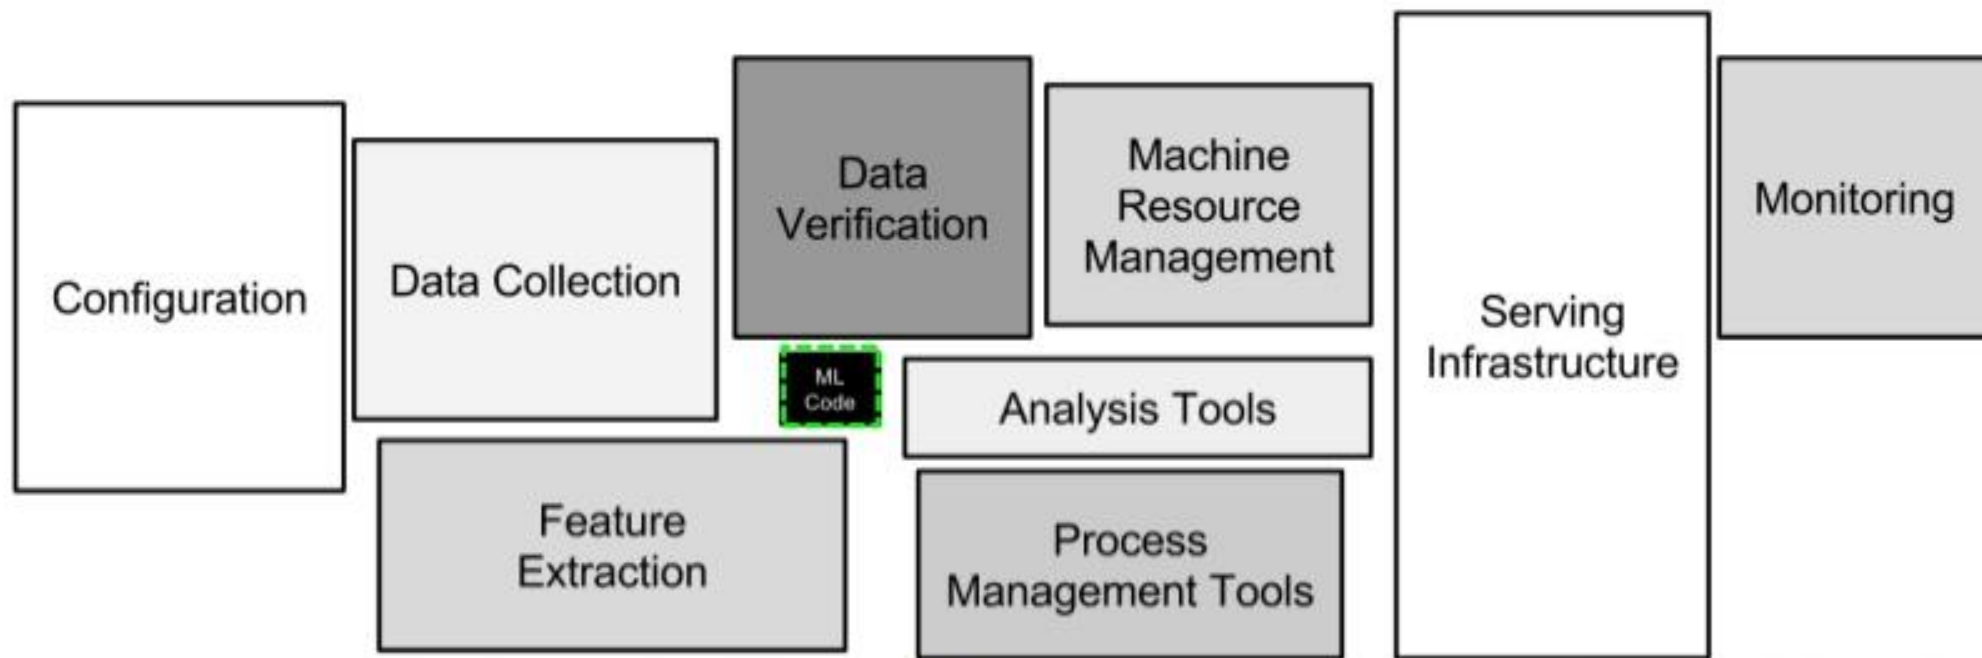 Configuration
Data Collection
Data
Verification
Machine
Resource
Management
Serving
Infrastructure
Monitoring
ML
Code
Analysis Tools
Feature
Extraction
Process
Management Tools